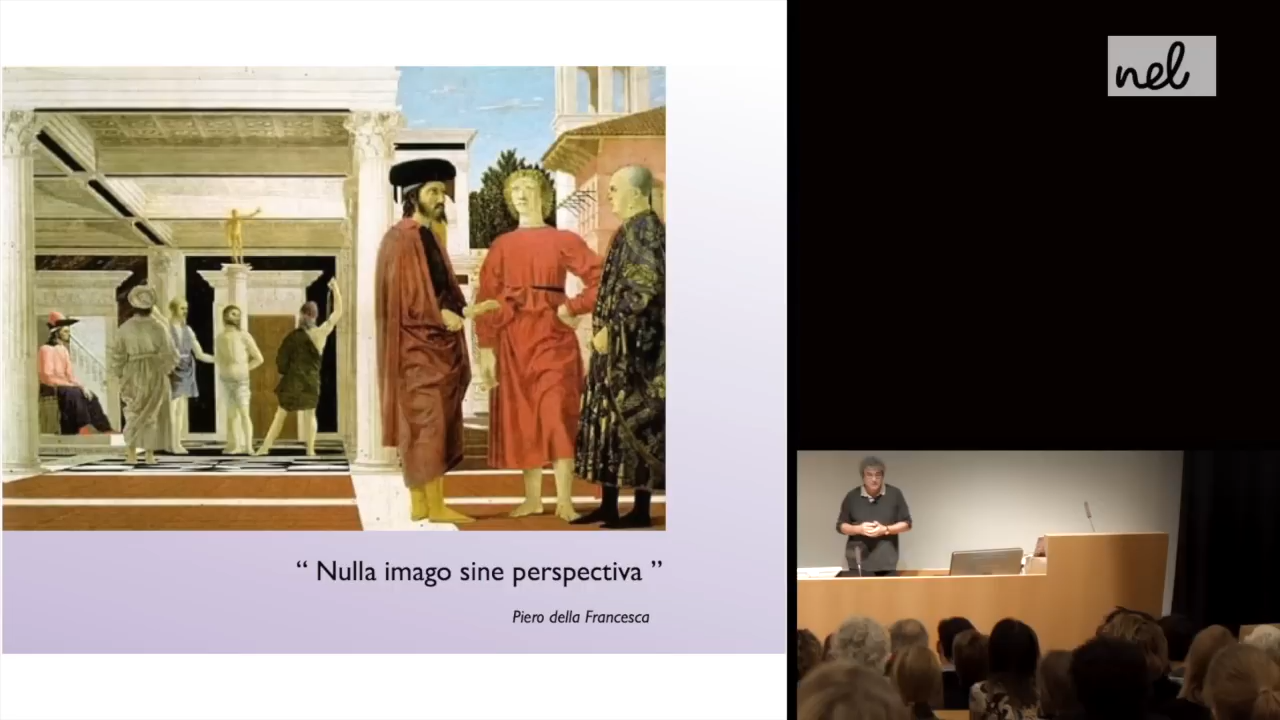 nel
“ Nulla imago sine perspectiva ”
Piero della Francesca